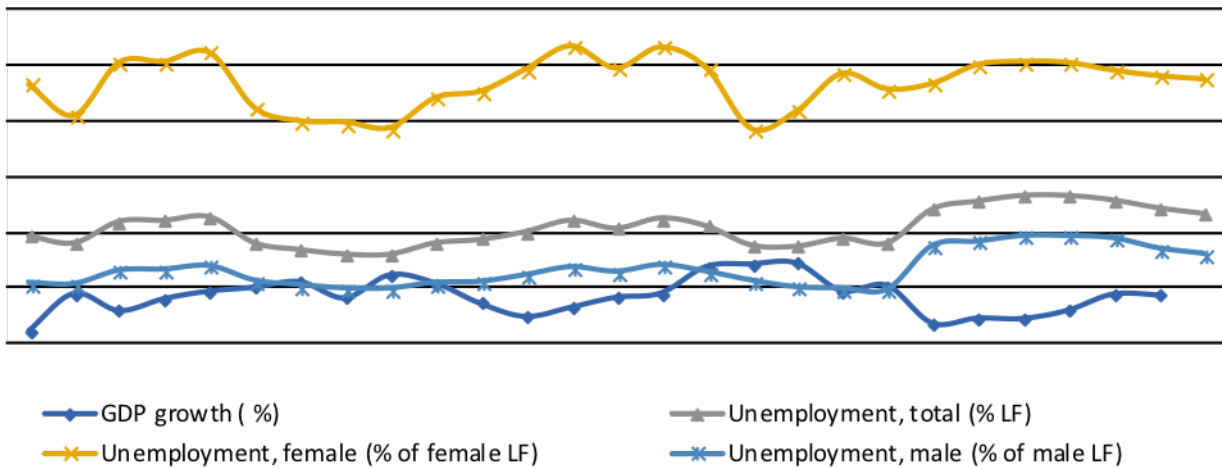 GDP growth ( %)
Unemployment, total (% LF)
Unemployment, female (% of female LF)
Unemployment, male (% of male LF)